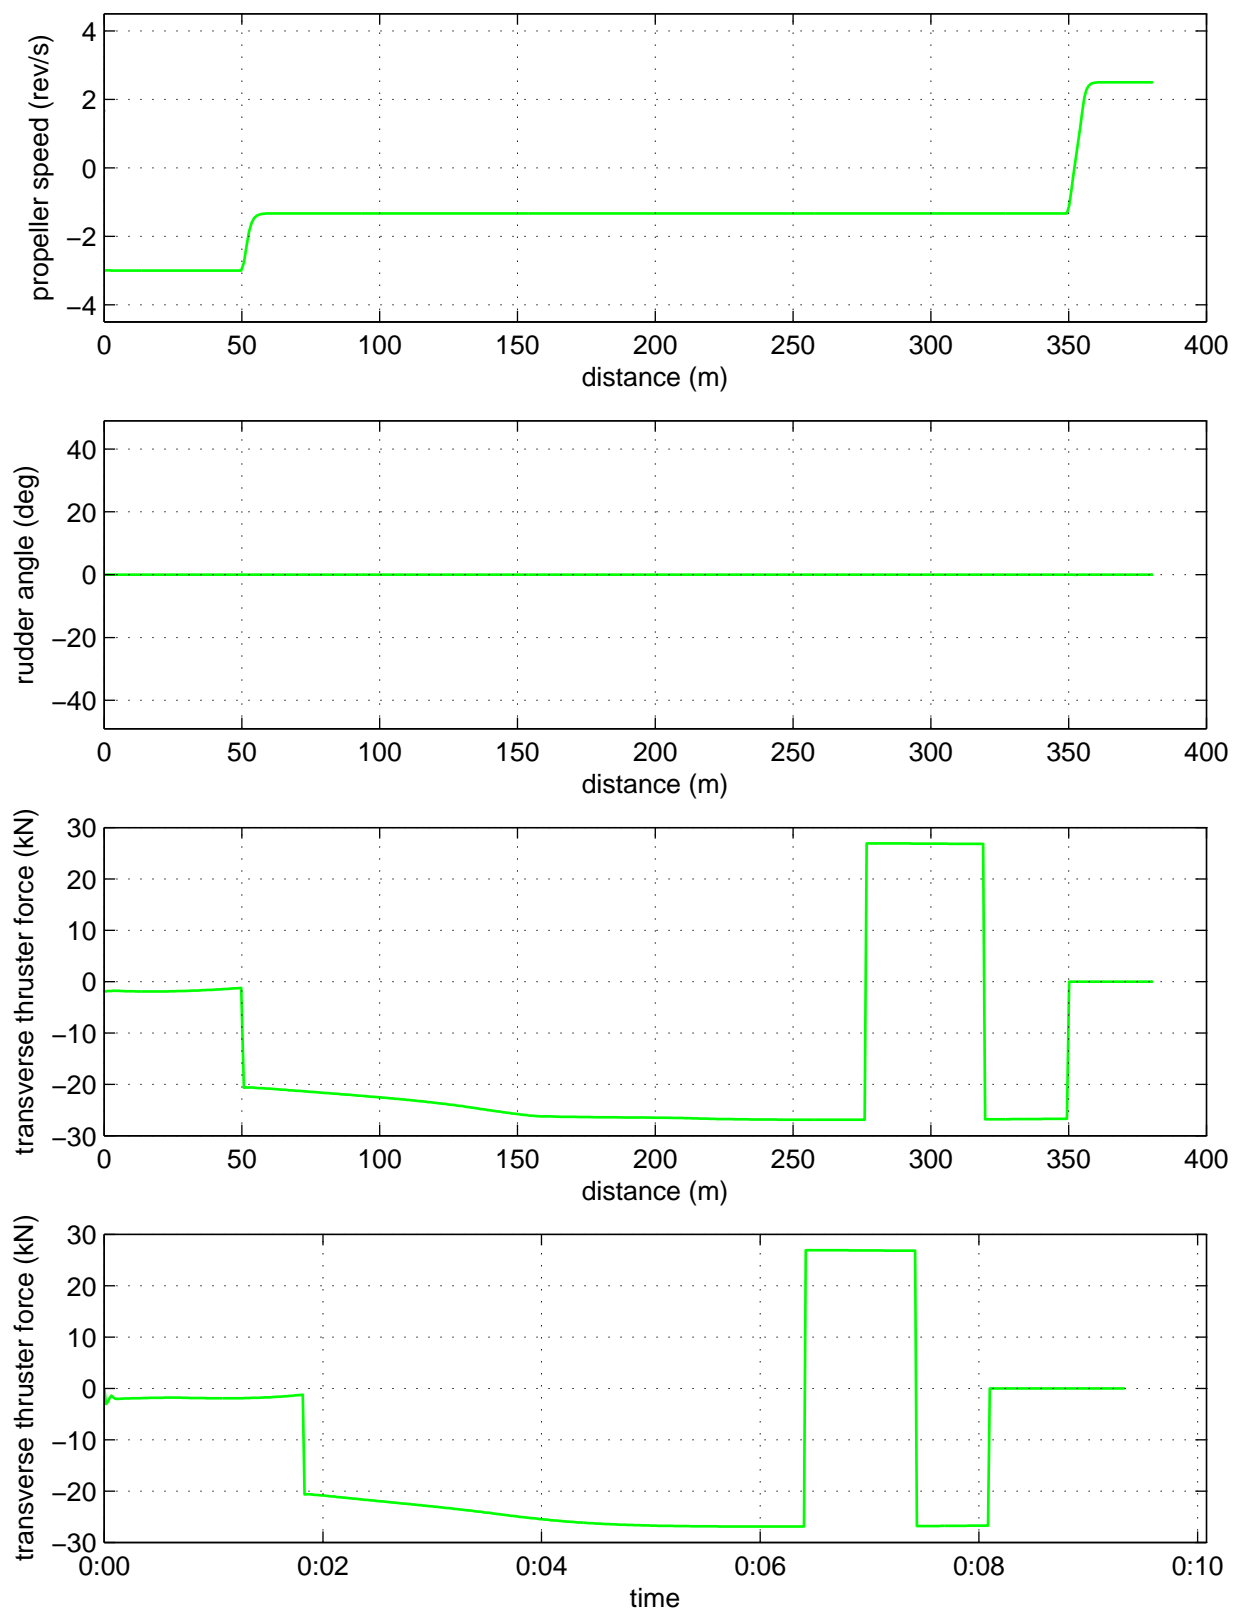 propeller speed (rev/s)
4
2
0
−2
−4
0 50 100 150 200 250 300 350 400
distance (m)
rudder angle (deg)
40
20
0
−20
−40
0 50 100 150 200 250 300 350 400
distance (m)
transverse thruster force (kN)
30
20
10
0
−10
−20
−30
0 50 100 150 200 250 300 350 400
distance (m)
transverse thruster force (kN)
30
20
10
0
−10
−20
−30
0:00 0:02 0:04 0:06 0:08 0:10
time